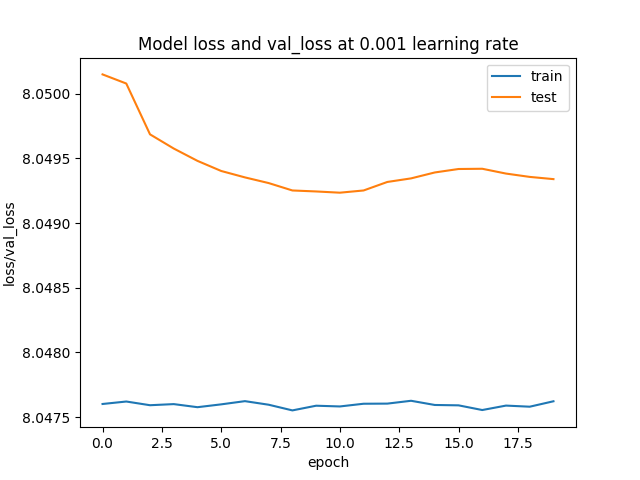 Model loss and val_loss at 0.001 learning rate
train
test
8.0500
8.0495
8.0490
8.0485
8.0480
8.0475
loss/val_loss
0.0 2.5 5.0 7.5 10.0 12.5 15.0 17.5
epoch